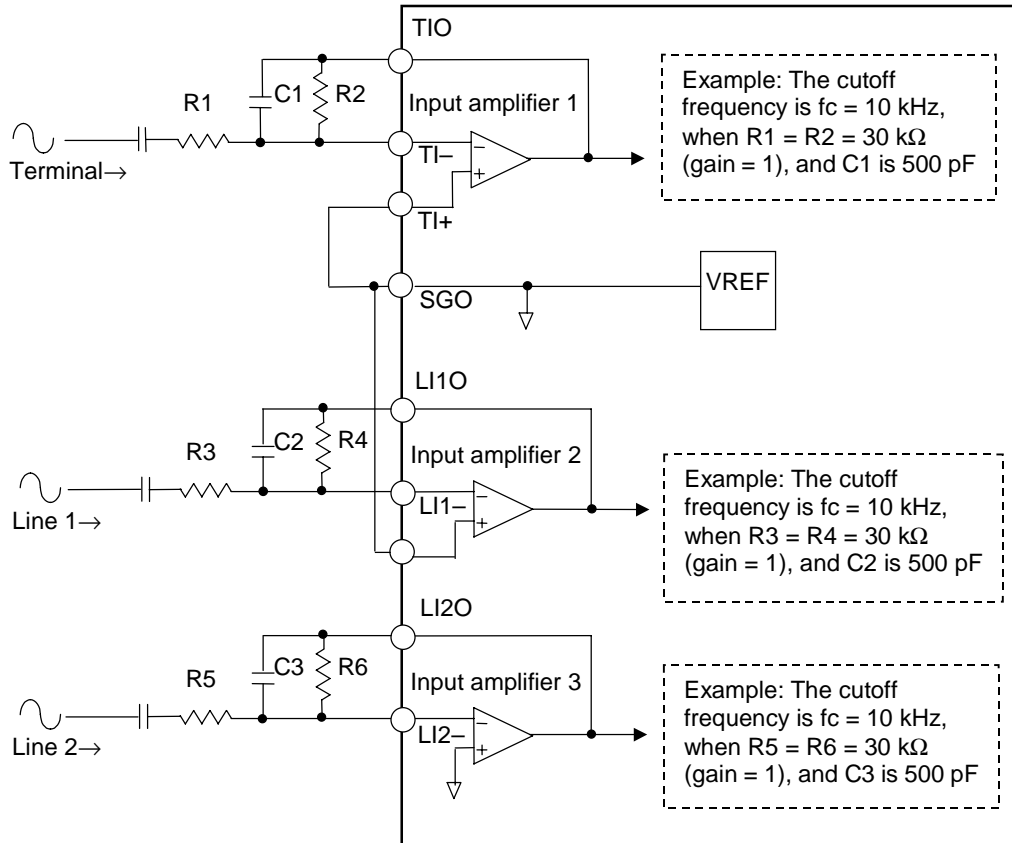 TIO
R1
C1
R2
Input amplifier 1
Terminal→
TI–
–
+
TI+
Example: The cutoff
frequency is fc = 10 kHz,
when R1 = R2 = 30 kΩ
(gain = 1), and C1 is 500 pF
SGO
VREF
LI1O
R3
C2
R4
Input amplifier 2
Line 1→
LI1–
–
+
Example: The cutoff
frequency is fc = 10 kHz,
when R3 = R4 = 30 kΩ
(gain = 1), and C2 is 500 pF
LI2O
R5
C3
R6
Input amplifier 3
Line 2→
LI2–
–
+
Example: The cutoff
frequency is fc = 10 kHz,
when R5 = R6 = 30 kΩ
(gain = 1), and C3 is 500 pF